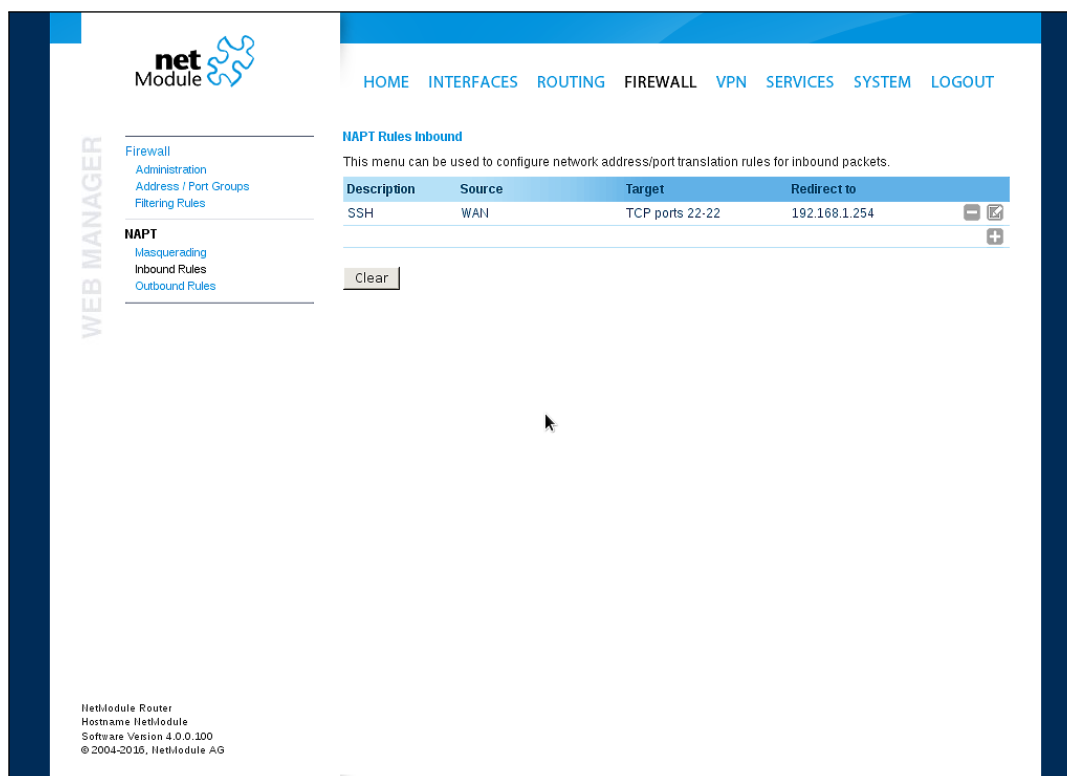 net
Module
HOME INTERFACES ROUTING FIREWALL VPN SERVICES SYSTEM LOGOUT
WEB MANAGER
Firewall
Administration
Address / Port Groups
Filtering Rules
NAPT
Masquerading
Inbound Rules
Outbound Rules
NAPT Rules Inbound
This menu can be used to configure network address/port translation rules for inbound packets.
Description Source Target Redirect to
SSH WAN TCP ports 22-22 192.168.1.254
Clear
NetModule Router
Hostname NetModule
Software Version 4.0.0.100
© 2004-2016, NetModule AG